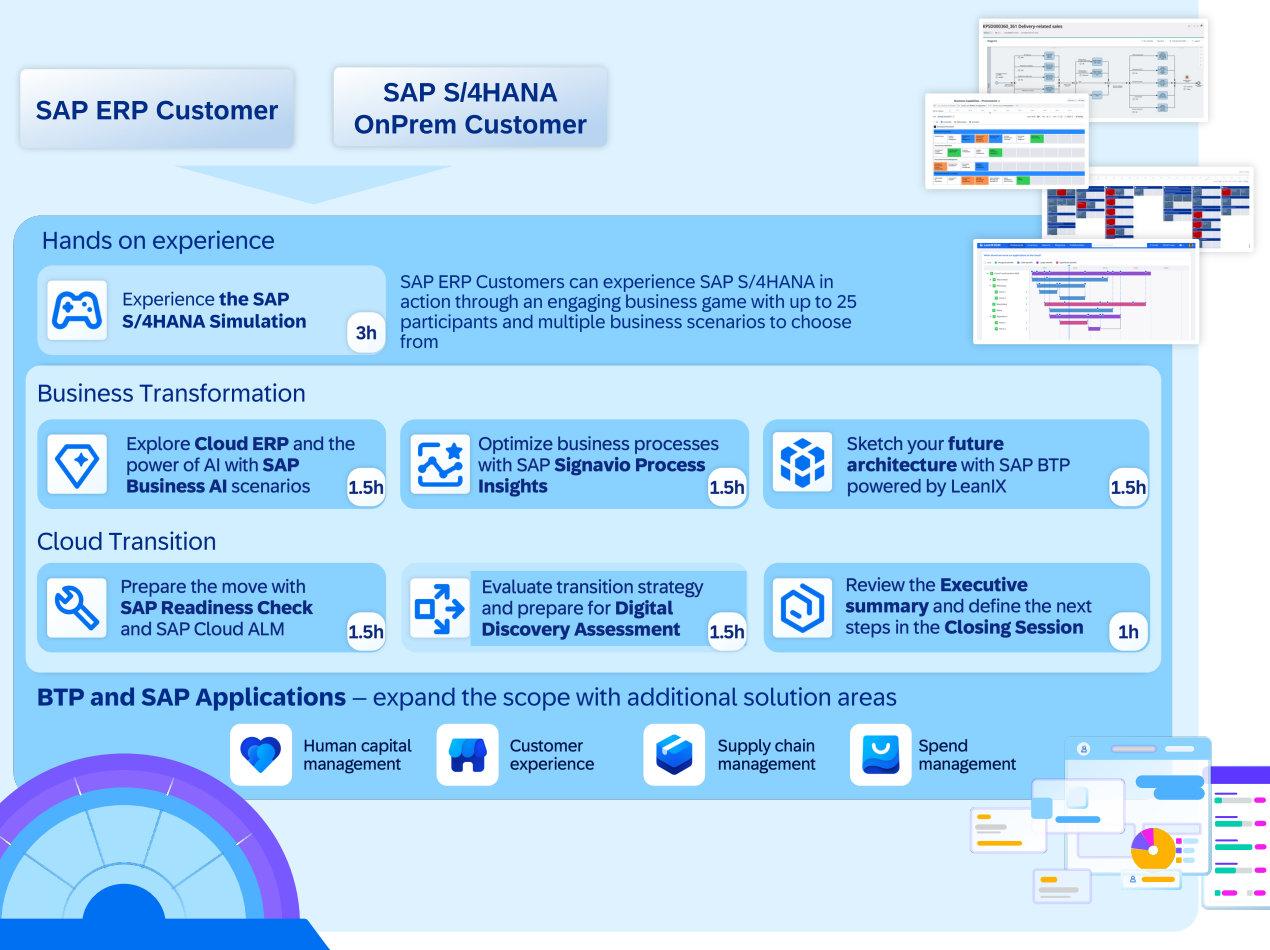 KPSD000360_361 Delivery-related sales
SAP ERP Customer
SAP S/4HANA
OnPrem Customer
Hands on experience
Experience the SAP
S/4HANA Simulation
3h
SAP ERP Customers can experience SAP S/4HANA in
action through an engaging business game with up to 25
participants and multiple business scenarios to choose
from
Business Transformation
Explore Cloud ERP and the
power of AI with SAP
Business AI scenarios
1.5h
Optimize business processes
with SAP Signavio Process
Insights
1.5h
Sketch your future
architecture with SAP BTP
powered by LeanIX
1.5h
Cloud Transition
Prepare the move with
SAP Readiness Check
and SAP Cloud ALM
1.5h
Evaluate transition strategy
and prepare for Digital
Discovery Assessment
1.5h
Review the Executive
summary and define the next
steps in the Closing Session
1h
BTP and SAP Applications – expand the scope with additional solution areas
Human capital
management
Customer
experience
Supply chain
management
Spend
management